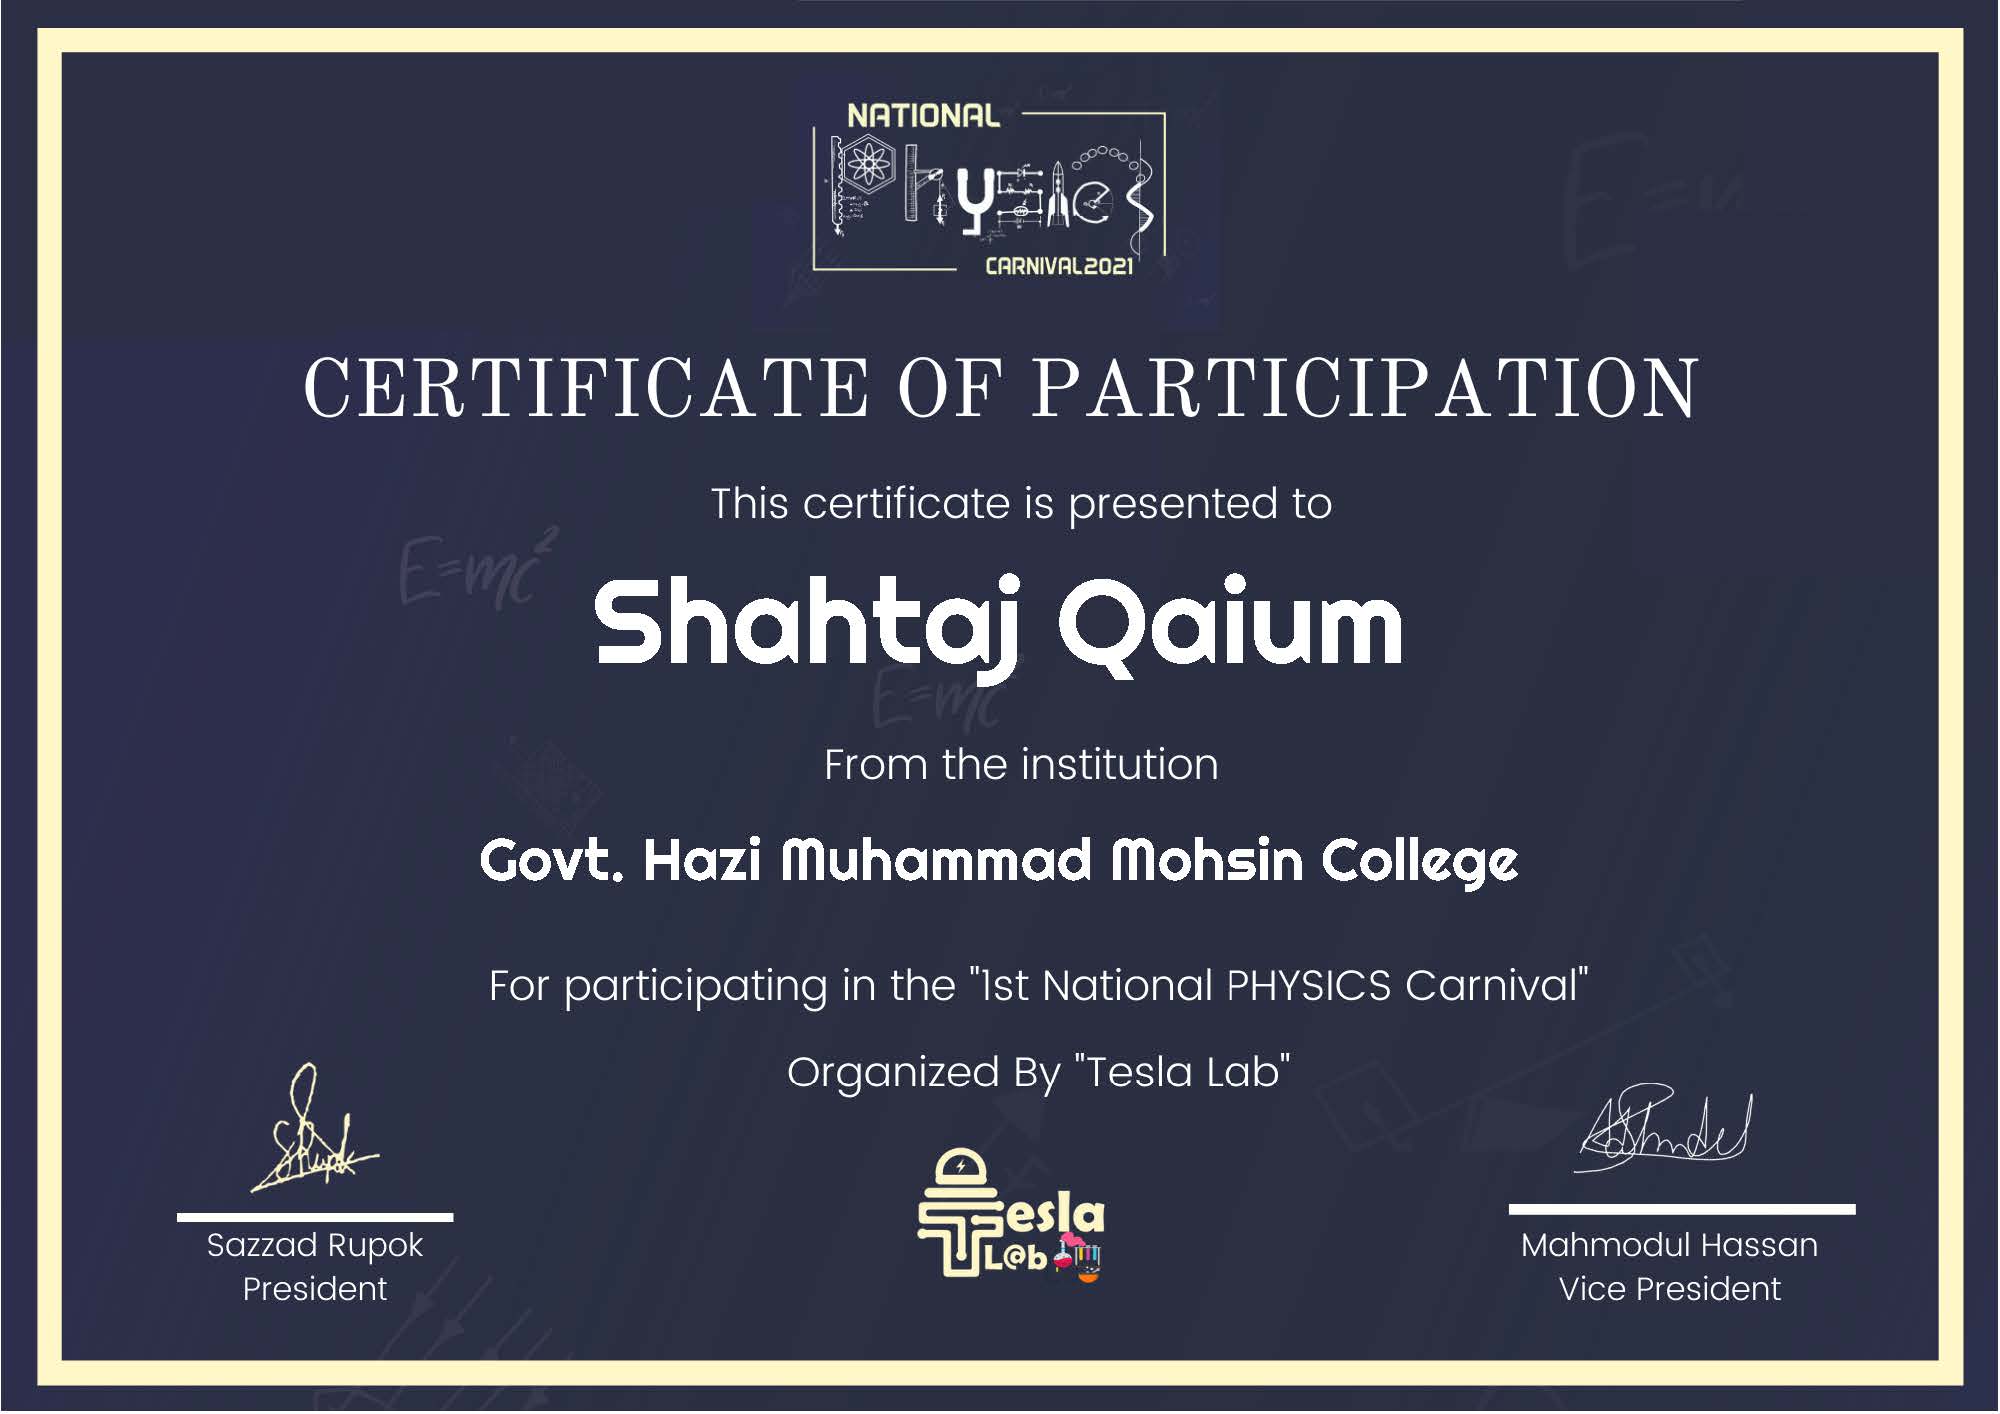 NATIONAL
Physics
CARNIVAL2021
CERTIFICATE OF PARTICIPATION
This certificate is presented to
E=mc²
Shahtaj Qaium
E=mc²
From the institution
Govt. Hazi Muhammad Mohsin College
For participating in the "1st National PHYSICS Carnival"
Organized By "Tesla Lab"
Tesla
L@b
Sazzad Rupok
President
Mahmodul Hassan
Vice President